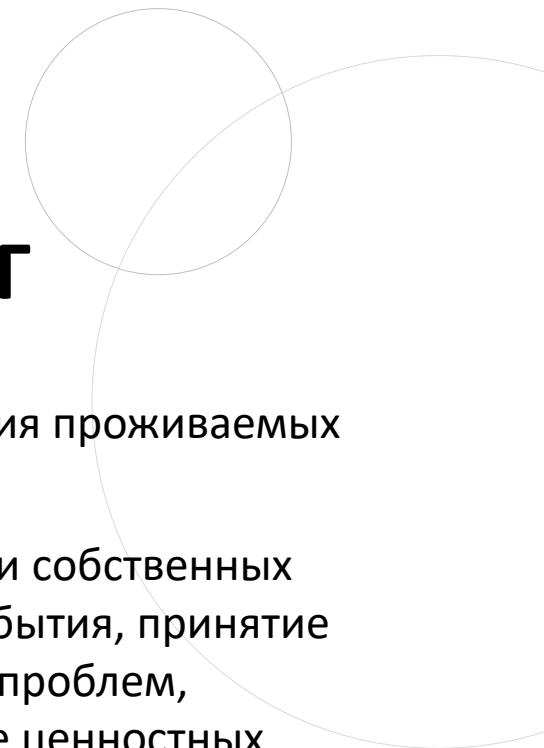 т
ия проживаемых
и собственных
бытия, принятие
проблем,
е ценностных